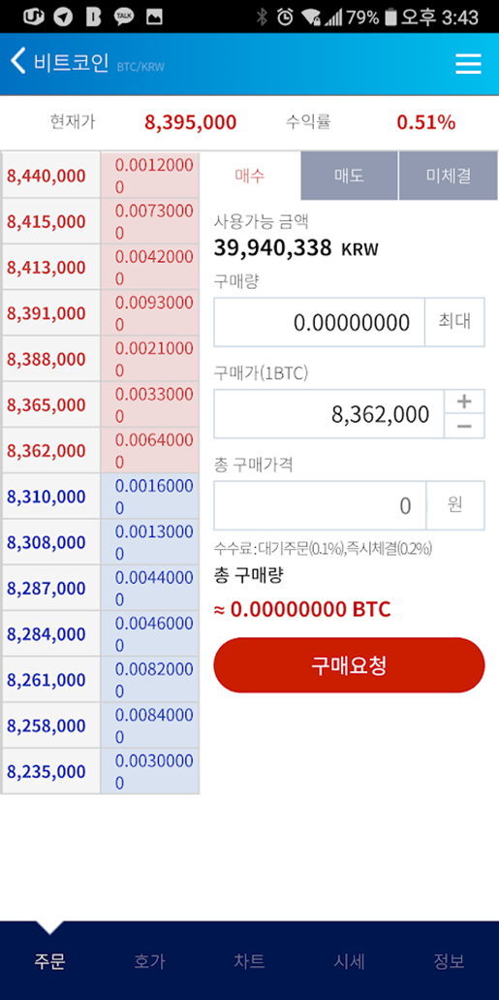 79% 오후 3:43
비트코인 BTC/KRW
현재가 8,395,000 수익률 0.51%
매수 매도 미체결
8,440,000 0.00120000
8,415,000 0.00730000
8,413,000 0.00420000
8,391,000 0.00930000
8,388,000 0.00210000
8,365,000 0.00330000
8,362,000 0.00640000
8,310,000 0.00160000
8,308,000 0.00130000
8,287,000 0.00440000
8,284,000 0.00460000
8,261,000 0.00820000
8,258,000 0.00840000
8,235,000 0.00300000
사용가능 금액
39,940,338 KRW
구매량
0.00000000 최대
구매가(1BTC)
8,362,000 + −
총 구매가격
0 원
수수료 : 대기주문(0.1%),즉시체결(0.2%)
총 구매량
≈ 0.00000000 BTC
구매요청
주문 호가 차트 시세 정보